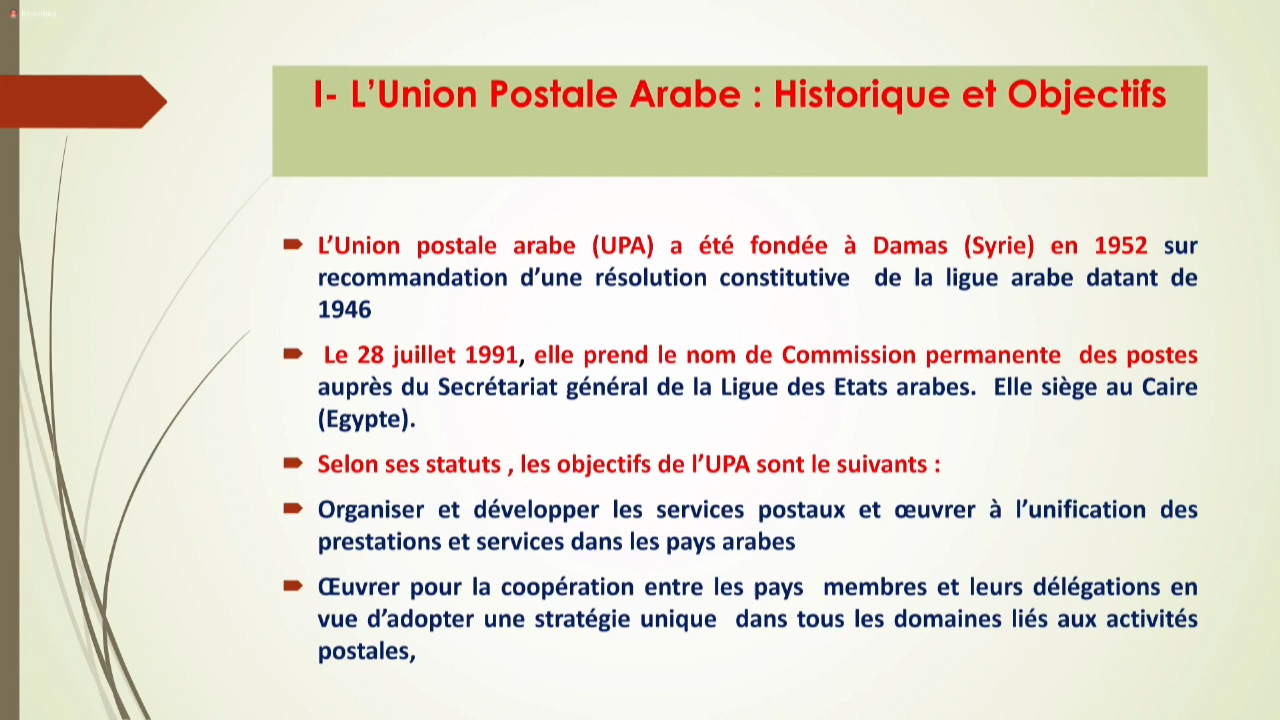 I- L’Union Postale Arabe : Historique et Objectifs
L’Union postale arabe (UPA) a été fondée à Damas (Syrie) en 1952 sur
recommandation d’une résolution constitutive de la ligue arabe datant de
1946
Le 28 juillet 1991, elle prend le nom de Commission permanente des postes
auprès du Secrétariat général de la Ligue des Etats arabes. Elle siège au Caire
(Egypte).
Selon ses statuts , les objectifs de l’UPA sont le suivants :
Organiser et développer les services postaux et œuvrer à l’unification des
prestations et services dans les pays arabes
Œuvrer pour la coopération entre les pays membres et leurs délégations en
vue d’adopter une stratégie unique dans tous les domaines liés aux activités
postales,